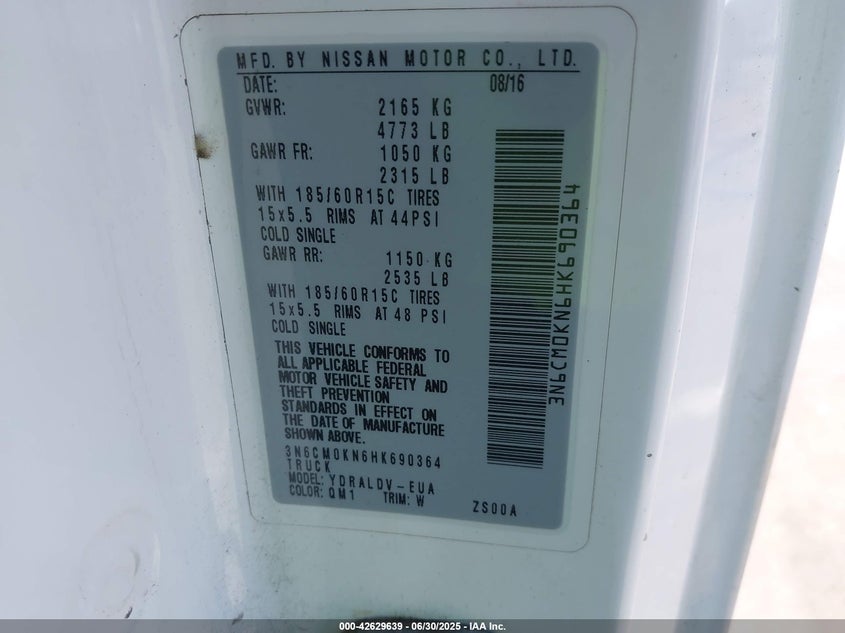 MFD. BY NISSAN MOTOR CO., LTD.
DATE: 08/16
GVWR: 2165 KG
4773 LB
GAWR FR: 1050 KG
2315 LB
WITH 185/60R15C TIRES
15x5.5 RIMS AT 44PSI
COLD SINGLE
GAWR RR: 1150 KG
2535 LB
WITH 185/60R15C TIRES
15x5.5 RIMS AT 48 PSI
COLD SINGLE
THIS VEHICLE CONFORMS TO
ALL APPLICABLE FEDERAL
MOTOR VEHICLE SAFETY AND
THEFT PREVENTION
STANDARDS IN EFFECT ON
THE DATE OF MANUFACTURE
SHOWN ABOVE.
3N6CM0KN6HK690364
TRUCK
MODEL: YDRALDV-EUA
COLOR: QM1 TRIM: W ZS00A
3N6CM0KN6HK690364
000-42629639 - 06/30/2025 - IAA Inc.